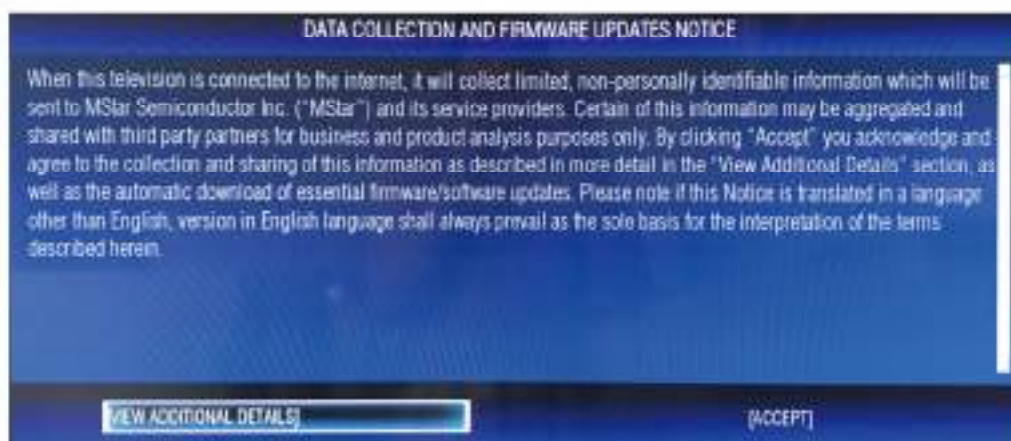 DATA COLLECTION AND FIRMWARE UPDATES NOTICE
When this television is connected to the internet, it will collect limited, non-personally identifiable information which will be
sent to MStar Semiconductor Inc. ("MStar") and its service providers. Certain of this information may be aggregated and
shared with third party partners for business and product analysis purposes only. By clicking "Accept" you acknowledge and
agree to the collection and sharing of this information as described in more detail in the "View Additional Details" section, as
well as the automatic download of essential firmware/software updates. Please note if this Notice is translated in a language
other than English, version in English language shall always prevail as the sole basis for the interpretation of the terms
described herein.
[VIEW ADDITIONAL DETAILS]
[ACCEPT]